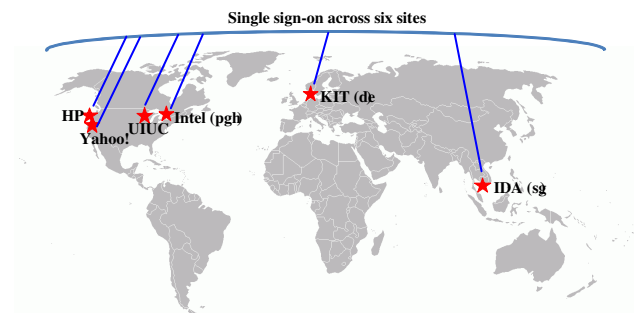 Single sign-on across six sites
KIT (de)
HP
Intel (pgh)
UIUC
Yahoo!
IDA (sg)